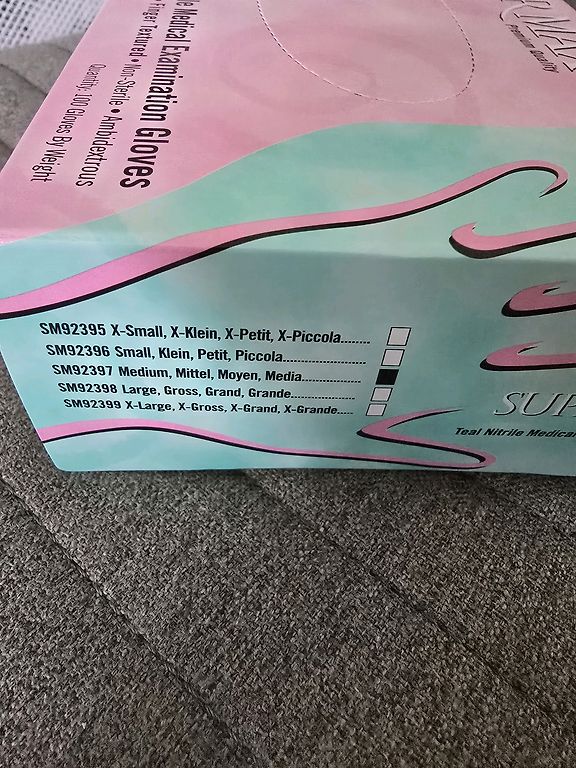 Premium Quality
Medical Examination Gloves
Finger Textured • Non-Sterile • Ambidextrous
Quantity: 100 Gloves By Weight
SM92395 X-Small, X-Klein, X-Petit, X-Piccola........
SM92396 Small, Klein, Petit, Piccola.......................
SM92397 Medium, Mittel, Moyen, Media................
SM92398 Large, Gross, Grand, Grande...................
SM92399 X-Large, X-Gross, X-Grand, X-Grande.....
Teal Nitrile